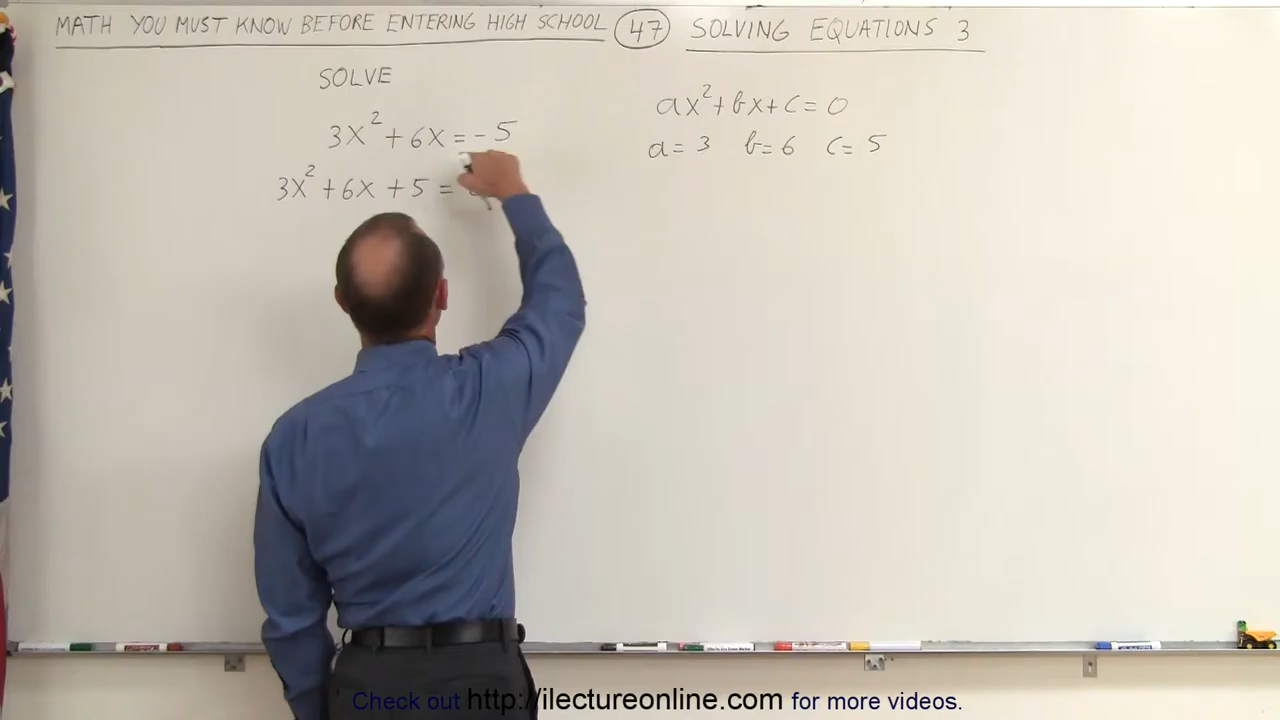 MATH YOU MUST KNOW BEFORE ENTERING HIGH SCHOOL 47 SOLVING EQUATIONS 3
SOLVE
3x² + 6x = -5
3x² + 6x + 5 =
ax² + bx + c = 0
a = 3 b = 6 c = 5
Check out http://ilectureonline.com for more videos.